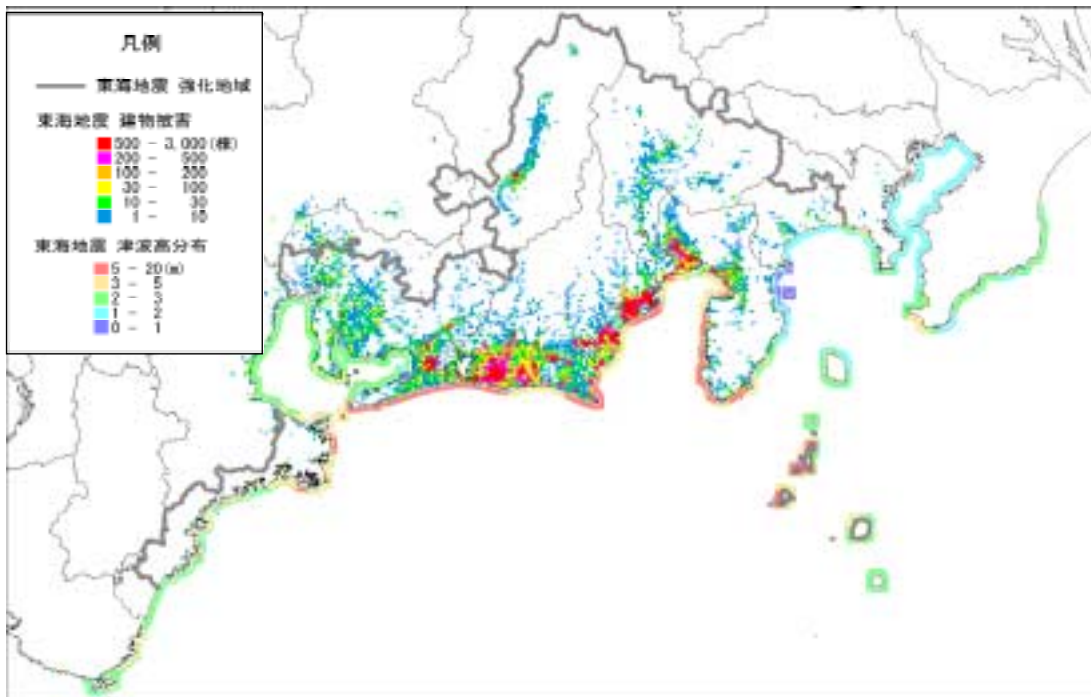 凡例
東海地震 強化地域
東海地震 建物被害
500 - 3,000(棟)
200 - 500
100 - 200
30 - 100
10 - 30
1 - 10
東海地震 津波高分布
5 - 20(m)
3 - 5
2 - 3
1 - 2
0 - 1